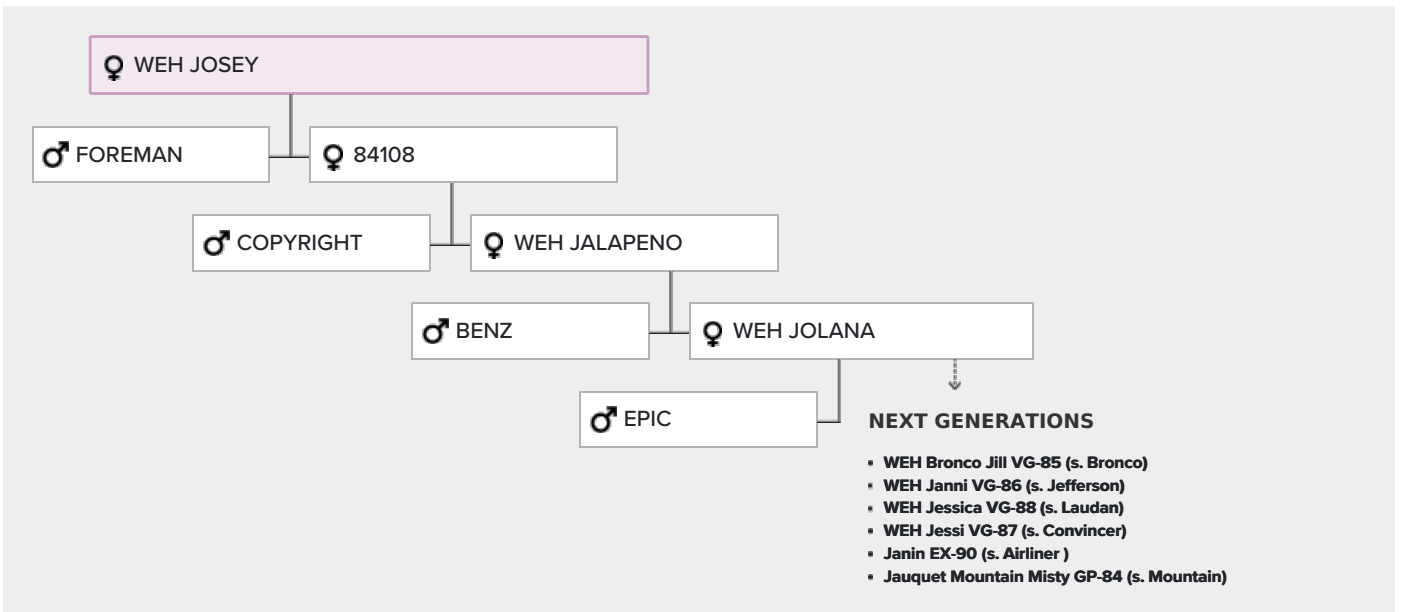 WEH JOSEY
FOREMAN
84108
COPYRIGHT
WEH JALAPENO
BENZ
WEH JOLANA
EPIC
NEXT GENERATIONS
• WEH Bronco Jill VG-85 (s. Bronco)
• WEH Janni VG-86 (s. Jefferson)
• WEH Jessica VG-88 (s. Laudan)
• WEH Jessi VG-87 (s. Convincer)
• Janin EX-90 (s. Airliner )
• Jauquet Mountain Misty GP-84 (s. Mountain)